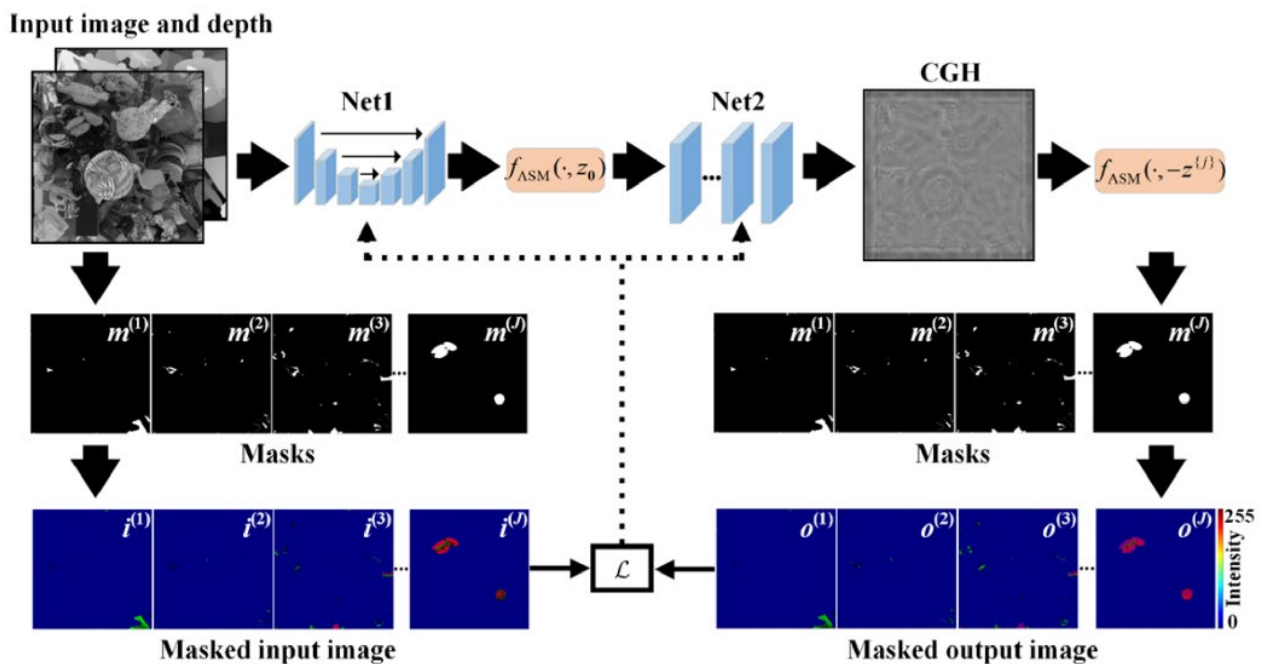 Input image and depth
Net1
f_ASM(·, z_0)
Net2
CGH
f_ASM(·, −z^{j})
m^(1) m^(2) m^(3) ... m^(J)
Masks
m^(1) m^(2) m^(3) ... m^(J)
Masks
i^(1) i^(2) i^(3) ... i^(J)
Masked input image
ℒ
o^(1) o^(2) o^(3) ... o^(J)
255
Intensity
0
Masked output image